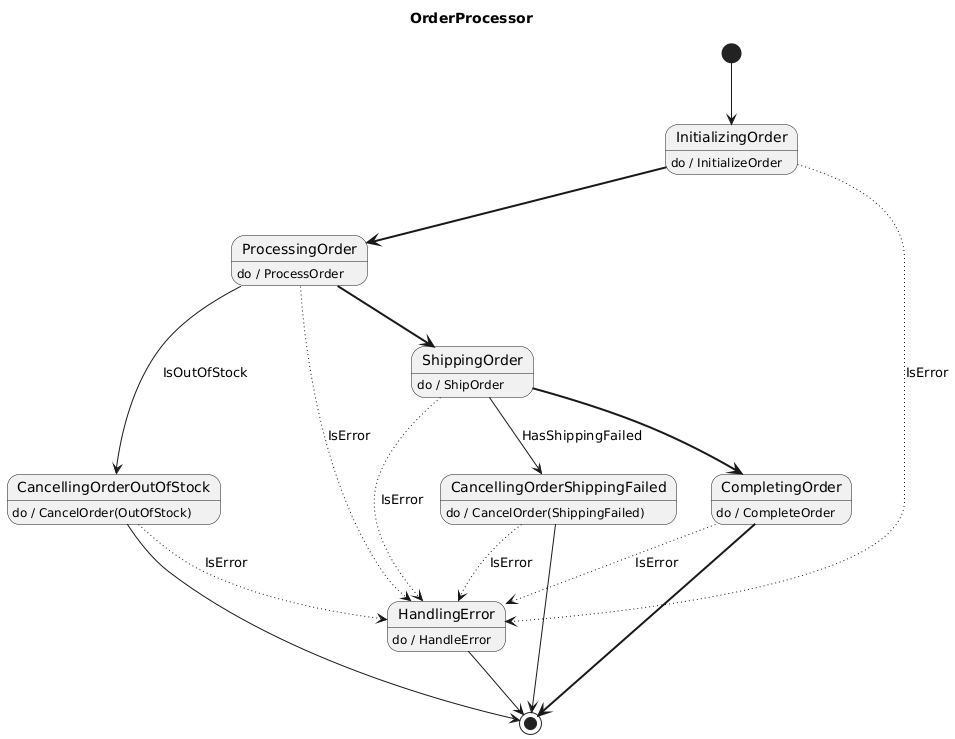 OrderProcessor
InitializingOrder
do / InitializeOrder
ProcessingOrder
do / ProcessOrder
ShippingOrder
do / ShipOrder
IsOutOfStock
IsError
IsError
HasShippingFailed
IsError
CancellingOrderOutOfStock
do / CancelOrder(OutOfStock)
CancellingOrderShippingFailed
do / CancelOrder(ShippingFailed)
CompletingOrder
do / CompleteOrder
IsError
IsError
IsError
HandlingError
do / HandleError